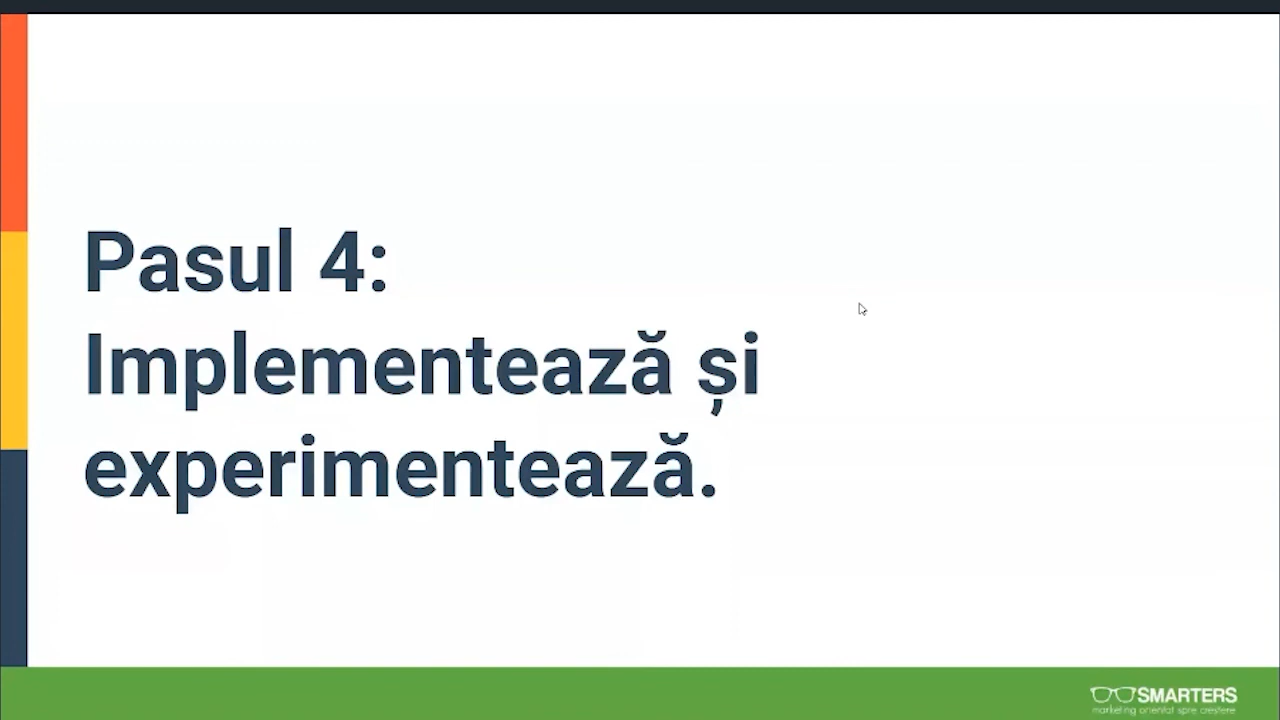 Pasul 4:
Implementează și
experimentează.
SMARTERS
marketing orientat spre creștere